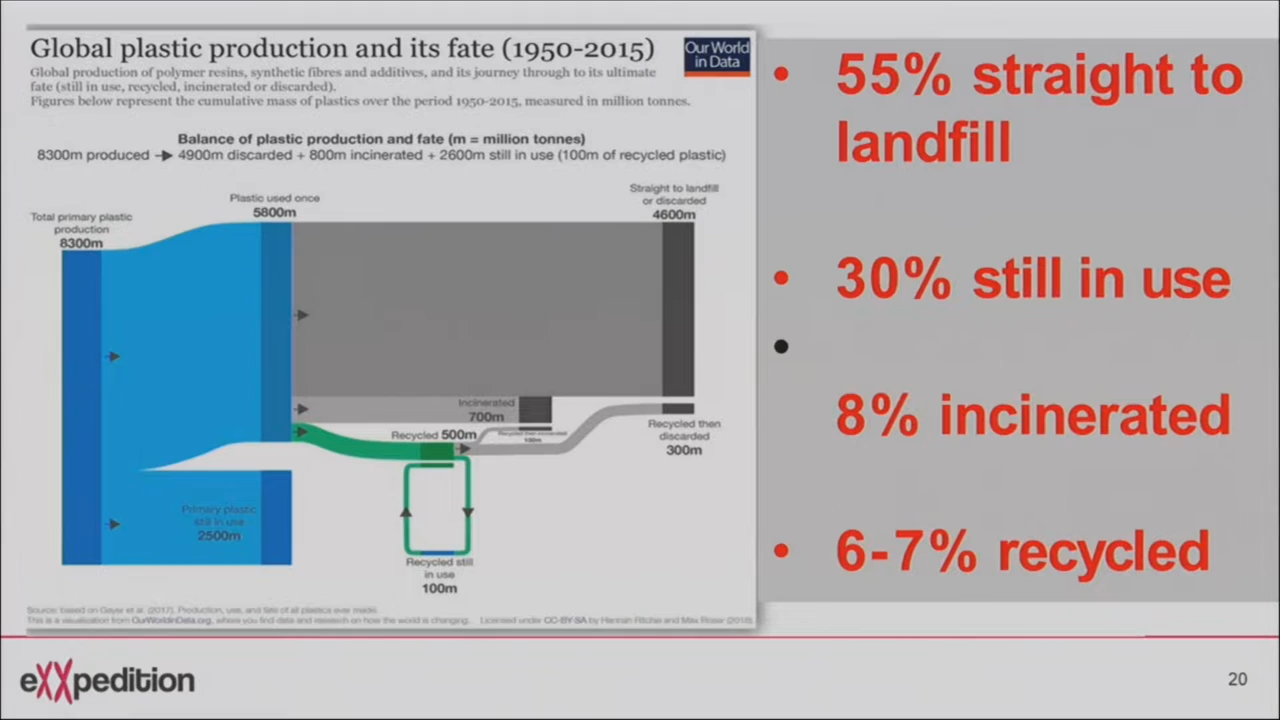 Global plastic production and its fate (1950-2015)
Our World
in Data
Global production of polymer resins, synthetic fibres and additives, and its journey through to its ultimate
fate (still in use, recycled, incinerated or discarded).
Figures below represent the cumulative mass of plastics over the period 1950-2015, measured in million tonnes.
Balance of plastic production and fate (m = million tonnes)
8300m produced → 4900m discarded + 800m incinerated + 2600m still in use (100m of recycled plastic)
Total primary plastic
production
8300m
Plastic used once
5800m
Straight to landfill
or discarded
4600m
Incinerated
700m
Recycled 500m
Recycled then incinerated
100m
Recycled then
discarded
300m
Primary plastic
still in use
2500m
Recycled still
in use
100m
Source: based on Geyer et al. (2017). Production, use, and fate of all plastics ever made.
This is a visualization from OurWorldinData.org, where you find data and research on how the world is changing. Licensed under CC-BY-SA by Hannah Ritchie and Max Roser (2018).
• 55% straight to
landfill
• 30% still in use
•
8% incinerated
• 6-7% recycled
eXXpedition
20